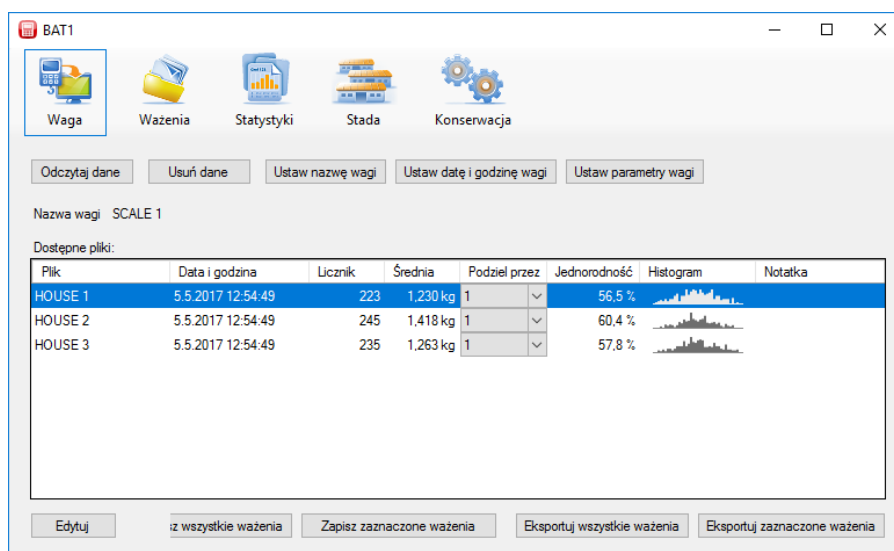 BAT1
Waga Ważenia Statystyki Stada Konserwacja
Odczytaj dane Usuń dane Ustaw nazwę wagi Ustaw datę i godzinę wagi Ustaw parametry wagi
Nazwa wagi SCALE 1
Dostępne pliki:
Plik Data i godzina Licznik Średnia Podziel przez Jednorodność Histogram Notatka
HOUSE 1 5.5.2017 12:54:49 223 1,230 kg 1 56,5 %
HOUSE 2 5.5.2017 12:54:49 245 1,418 kg 1 60,4 %
HOUSE 3 5.5.2017 12:54:49 235 1,263 kg 1 57,8 %
Edytuj sz wszystkie ważenia Zapisz zaznaczone ważenia Eksportuj wszystkie ważenia Eksportuj zaznaczone ważenia